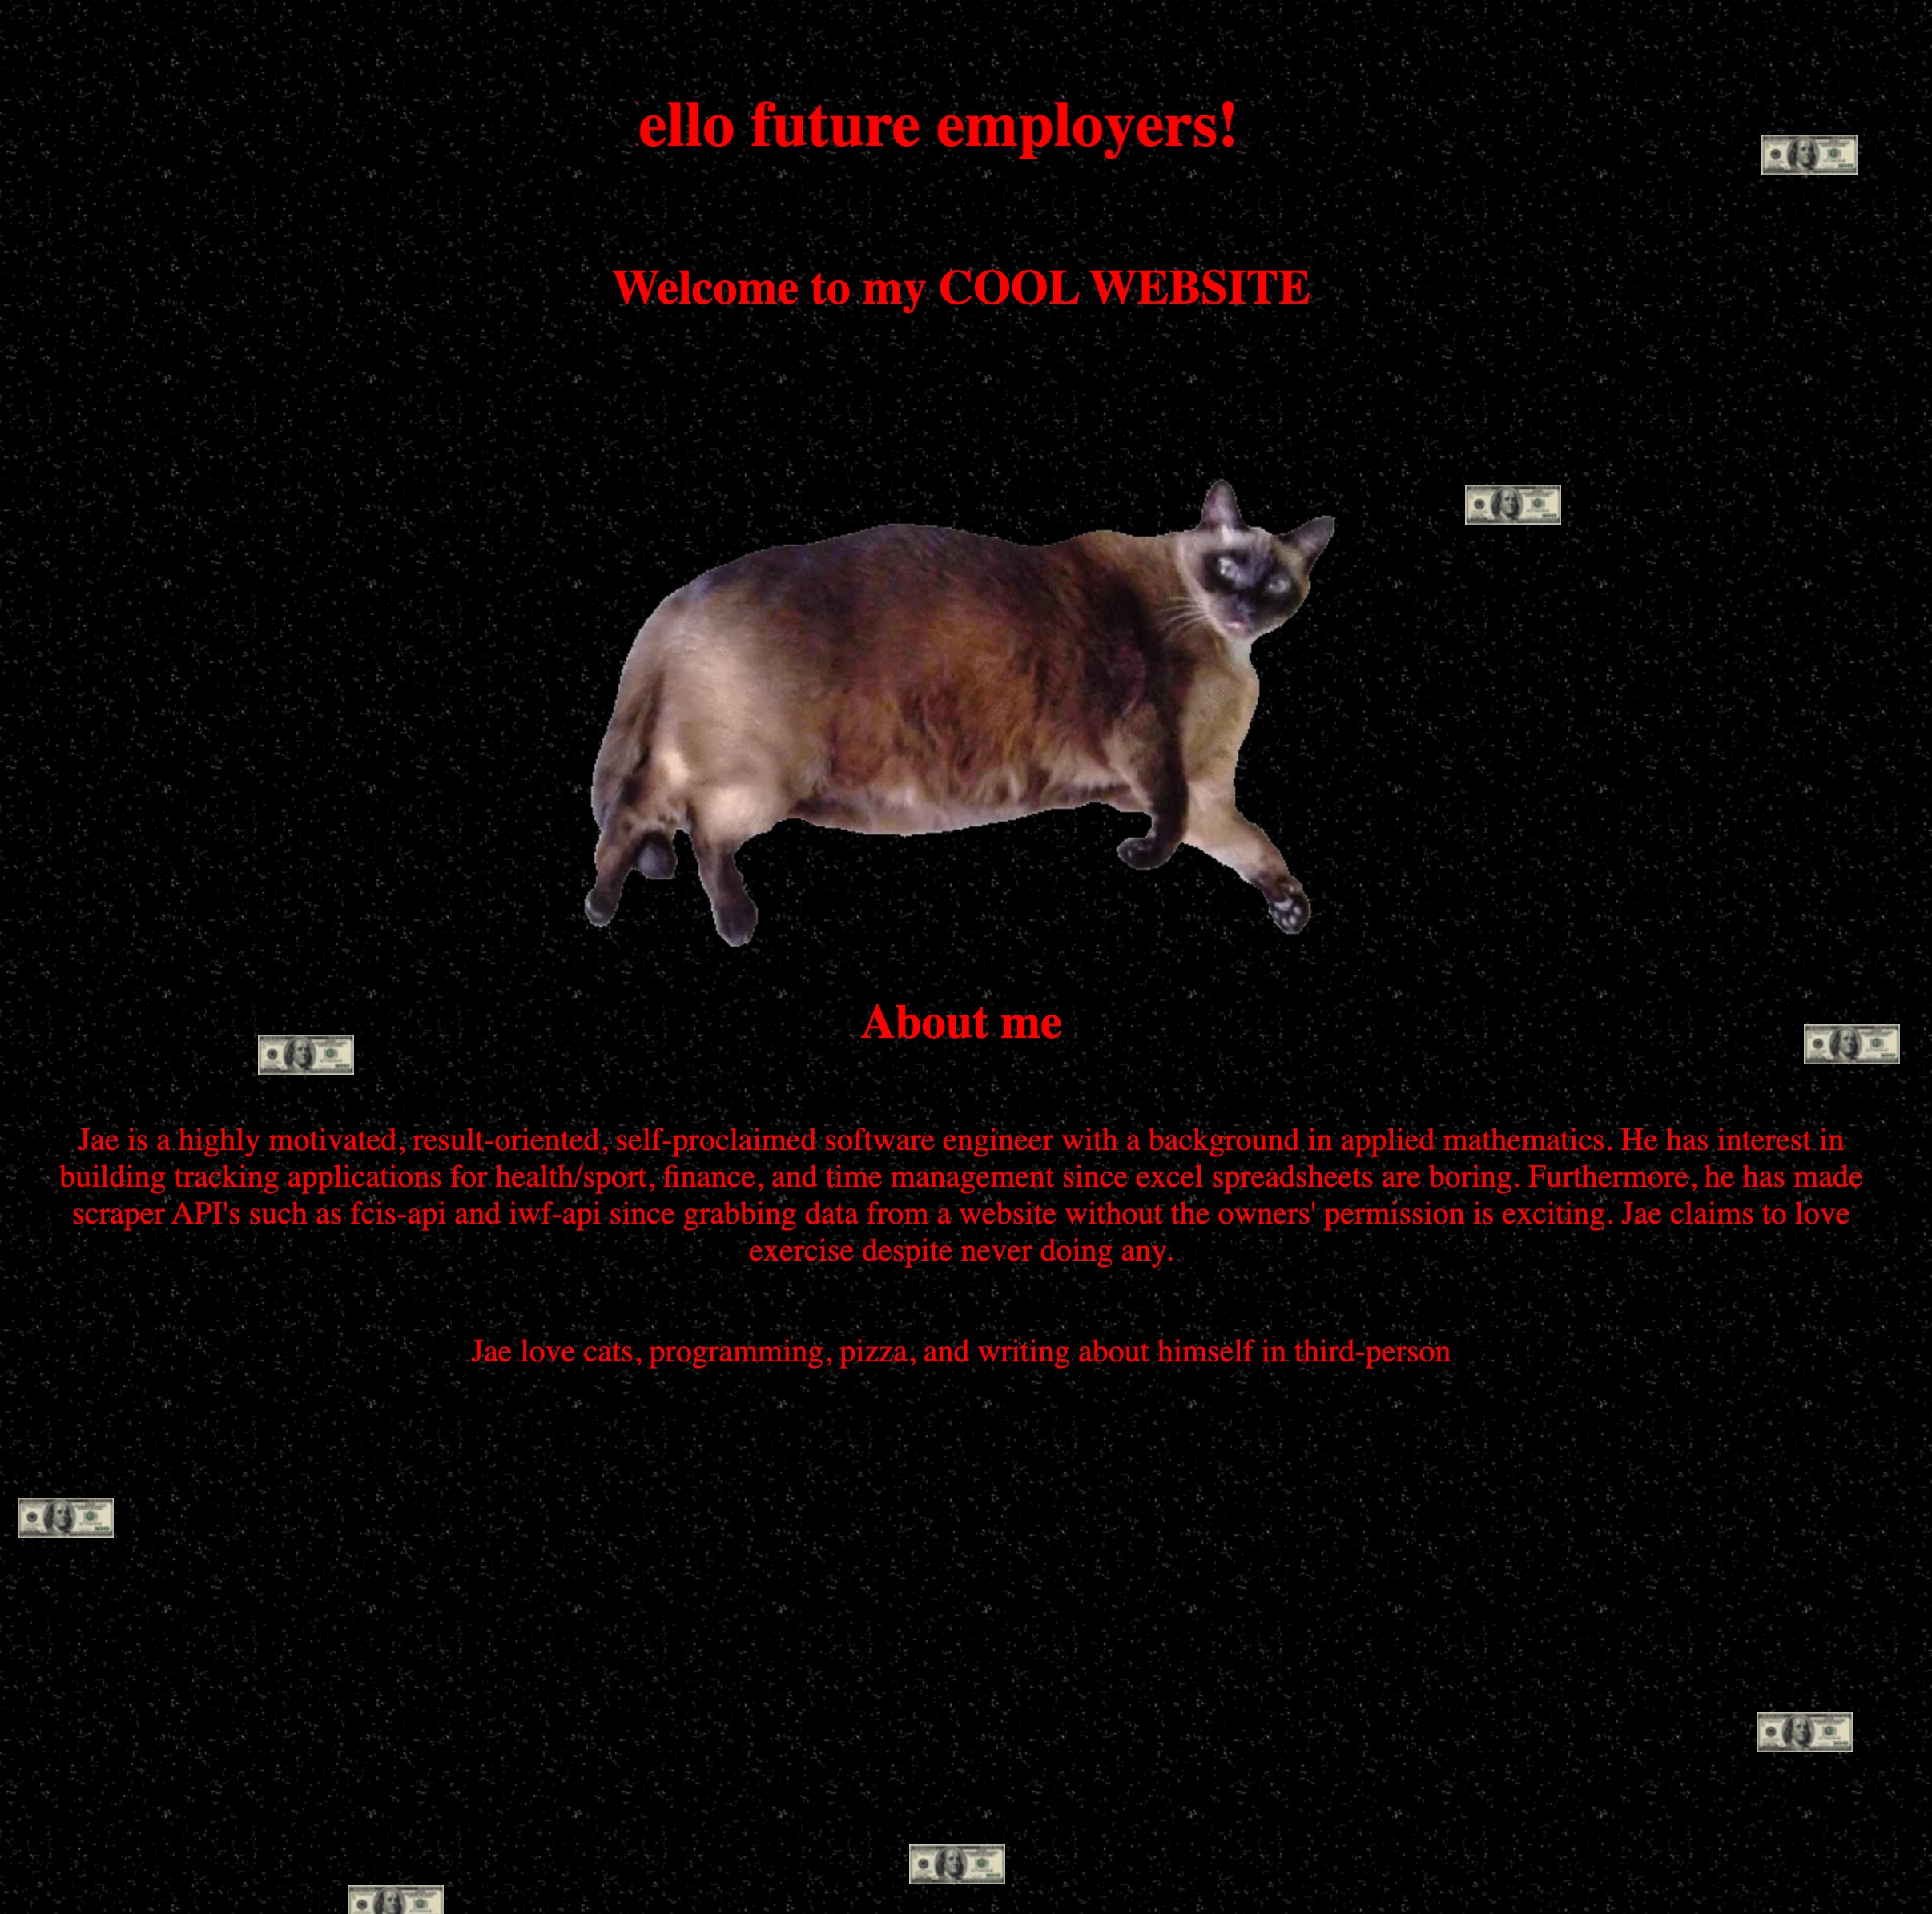 ello future employers!
Welcome to my COOL WEBSITE
About me
Jae is a highly motivated, result-oriented, self-proclaimed software engineer with a background in applied mathematics. He has interest in
building tracking applications for health/sport, finance, and time management since excel spreadsheets are boring. Furthermore, he has made
scraper API's such as fcis-api and iwf-api since grabbing data from a website without the owners' permission is exciting. Jae claims to love
exercise despite never doing any.
Jae love cats, programming, pizza, and writing about himself in third-person